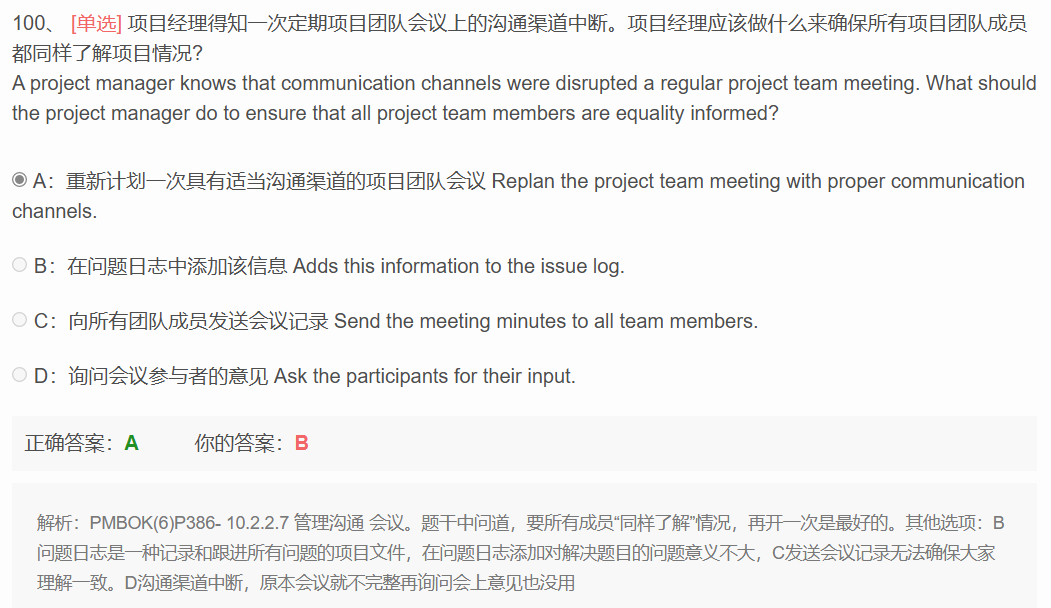 100、 [单选] 项目经理得知一次定期项目团队会议上的沟通渠道中断。项目经理应该做什么来确保所有项目团队成员
都同样了解项目情况?
A project manager knows that communication channels were disrupted a regular project team meeting. What should
the project manager do to ensure that all project team members are equality informed?
A：重新计划一次具有适当沟通渠道的项目团队会议 Replan the project team meeting with proper communication
channels.
B：在问题日志中添加该信息 Adds this information to the issue log.
C：向所有团队成员发送会议记录 Send the meeting minutes to all team members.
D：询问会议参与者的意见 Ask the participants for their input.
正确答案：A 你的答案：B
解析：PMBOK(6)P386- 10.2.2.7 管理沟通 会议。题干中问道，要所有成员“同样了解”情况，再开一次是最好的。其他选项：B
问题日志是一种记录和跟进所有问题的项目文件，在问题日志添加对解决题目的问题意义不大，C发送会议记录无法确保大家
理解一致。D沟通渠道中断，原本会议就不完整再询问会上意见也没用